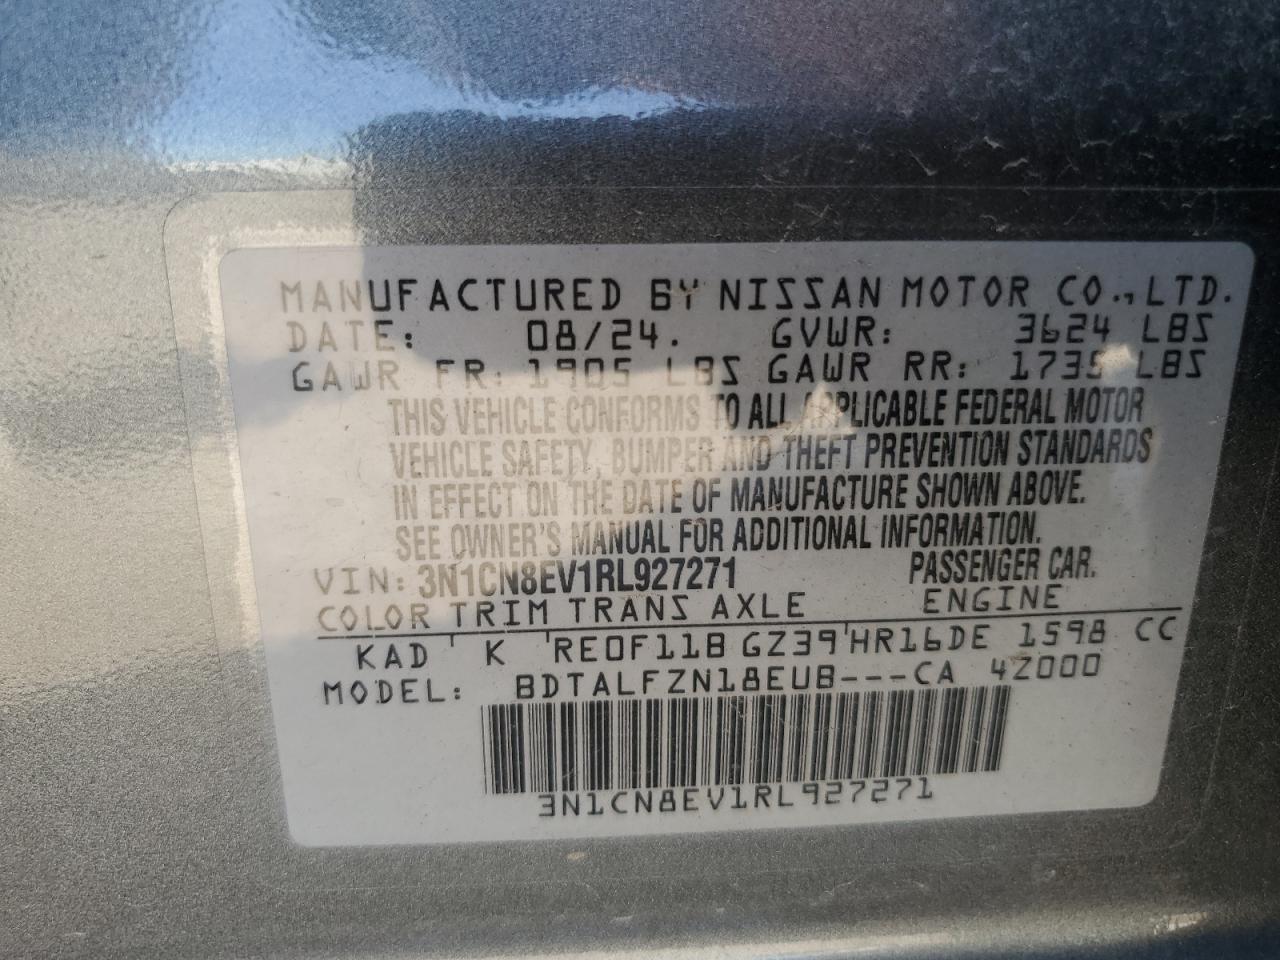 MANUFACTURED BY NISSAN MOTOR CO.,LTD.
DATE: 08/24. GVWR: 3624 LBS
GAWR FR: 1905 LBS GAWR RR: 1735 LBS
THIS VEHICLE CONFORMS TO ALL APPLICABLE FEDERAL MOTOR
VEHICLE SAFETY, BUMPER AND THEFT PREVENTION STANDARDS
IN EFFECT ON THE DATE OF MANUFACTURE SHOWN ABOVE.
SEE OWNER'S MANUAL FOR ADDITIONAL INFORMATION.
VIN: 3N1CN8EV1RL927271 PASSENGER CAR.
COLOR TRIM TRANS AXLE ENGINE
KAD K RE0F11B GZ39 HR16DE 1598 CC
MODEL: BDTALFZN18EUB---CA 4Z000
3N1CN8EV1RL927271